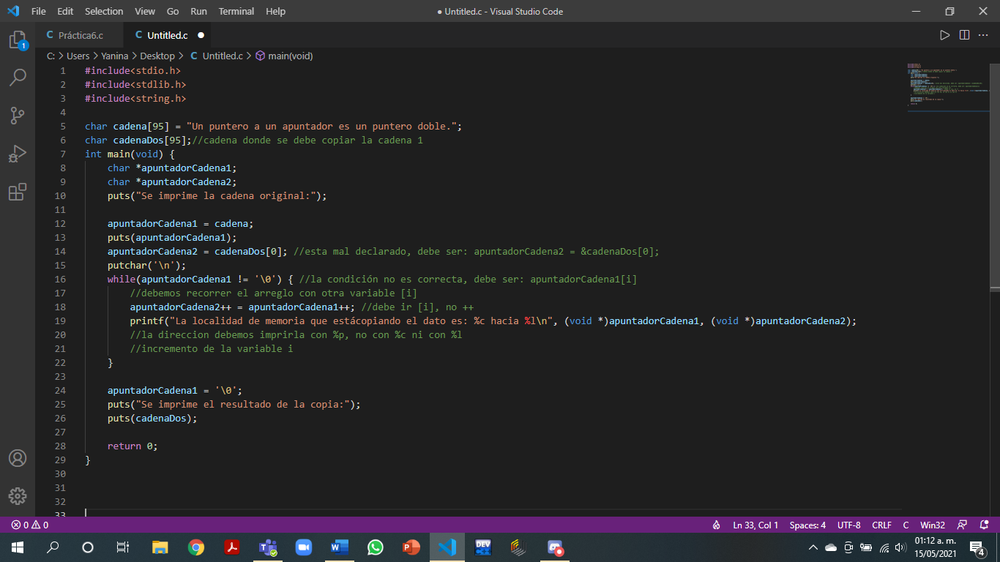 File Edit Selection View Go Run Terminal Help ● Untitled.c - Visual Studio Code
C Práctica6.c C Untitled.c ●
C: > Users > Yanina > Desktop > C Untitled.c > main(void)
1 #include<stdio.h>
2 #include<stdlib.h>
3 #include<string.h>
4
5 char cadena[95] = "Un puntero a un apuntador es un puntero doble.";
6 char cadenaDos[95];//cadena donde se debe copiar la cadena 1
7 int main(void) {
8 char *apuntadorCadena1;
9 char *apuntadorCadena2;
10 puts("Se imprime la cadena original:");
11
12 apuntadorCadena1 = cadena;
13 puts(apuntadorCadena1);
14 apuntadorCadena2 = cadenaDos[0]; //esta mal declarado, debe ser: apuntadorCadena2 = &cadenaDos[0];
15 putchar('\n');
16 while(apuntadorCadena1 != '\0') { //la condición no es correcta, debe ser: apuntadorCadena1[i]
17 //debemos recorrer el arreglo con otra variable [i]
18 apuntadorCadena2++ = apuntadorCadena1++; //debe ir [i], no ++
19 printf("La localidad de memoria que estácopiando el dato es: %c hacia %l\n", (void *)apuntadorCadena1, (void *)apuntadorCadena2);
20 //la direccion debemos imprirla con %p, no con %c ni con %l
21 //incremento de la variable i
22 }
23
24 apuntadorCadena1 = '\0';
25 puts("Se imprime el resultado de la copia:");
26 puts(cadenaDos);
27
28 return 0;
29 }
30
31
32
33
1
0 0 Ln 33, Col 1 Spaces: 4 UTF-8 CRLF C Win32
DEV 01:12 a. m.
15/05/2021
4